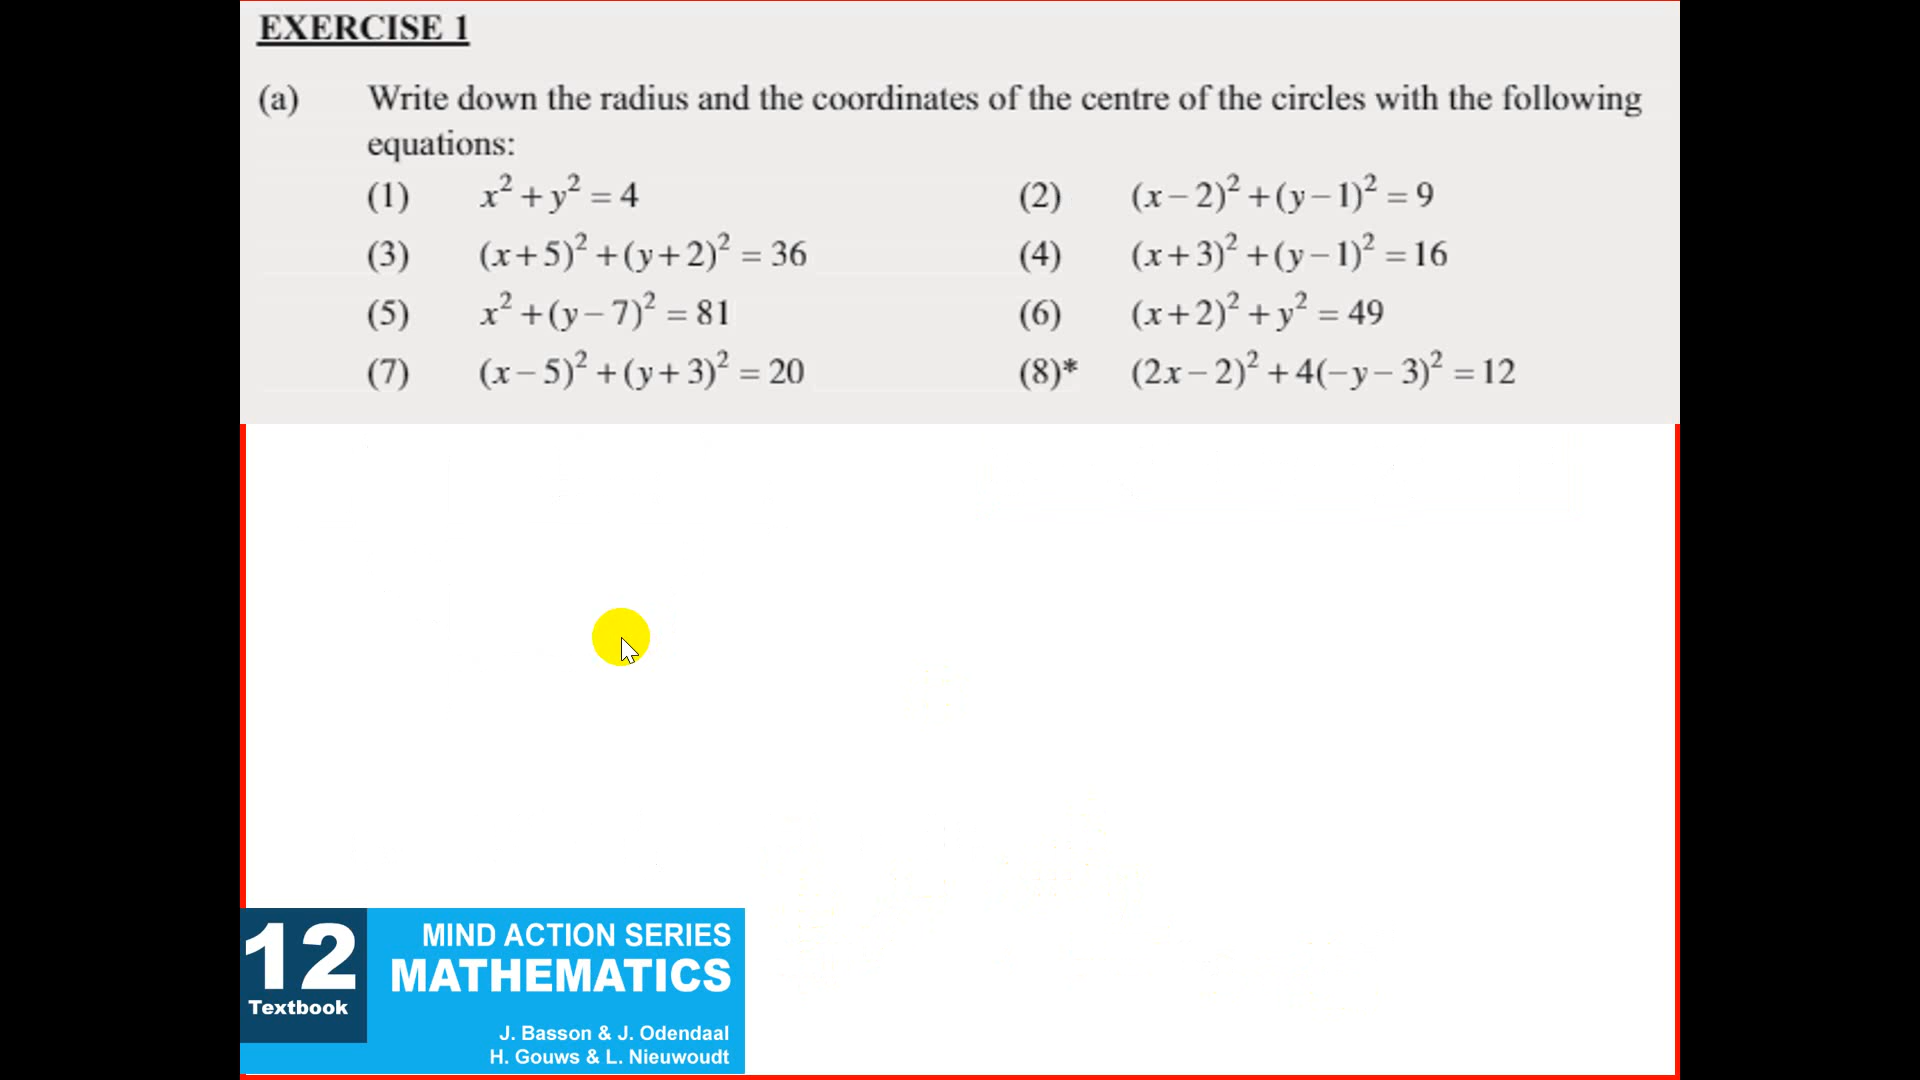 EXERCISE 1
(a) Write down the radius and the coordinates of the centre of the circles with the following
equations:
(1) x² + y² = 4 (2) (x − 2)² + (y − 1)² = 9
(3) (x + 5)² + (y + 2)² = 36 (4) (x + 3)² + (y − 1)² = 16
(5) x² + (y − 7)² = 81 (6) (x + 2)² + y² = 49
(7) (x − 5)² + (y + 3)² = 20 (8)* (2x − 2)² + 4(−y − 3)² = 12
12
Textbook
MIND ACTION SERIES
MATHEMATICS
J. Basson & J. Odendaal
H. Gouws & L. Nieuwoudt